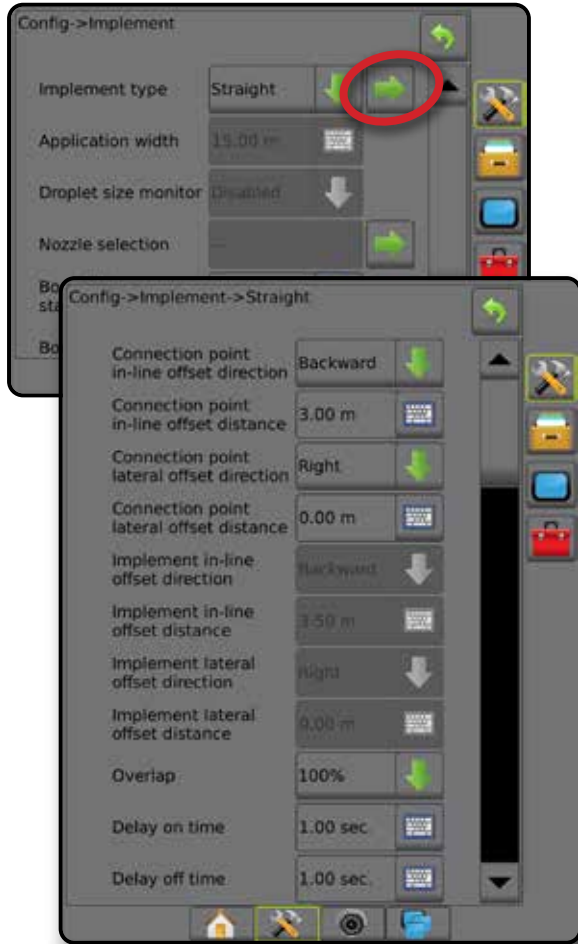 Config->Implement
Implement type Straight
Application width 15.00 m
Droplet size monitor Disabled
Nozzle selection ---
Bo
sta
Bo
Config->Implement->Straight
Connection point
in-line offset direction Backward
Connection point
in-line offset distance 3.00 m
Connection point
lateral offset direction Right
Connection point
lateral offset distance 0.00 m
Implement in-line
offset direction Backward
Implement in-line
offset distance 3.50 m
Implement lateral
offset direction Right
Implement lateral
offset distance 0.00 m
Overlap 100%
Delay on time 1.00 sec.
Delay off time 1.00 sec.